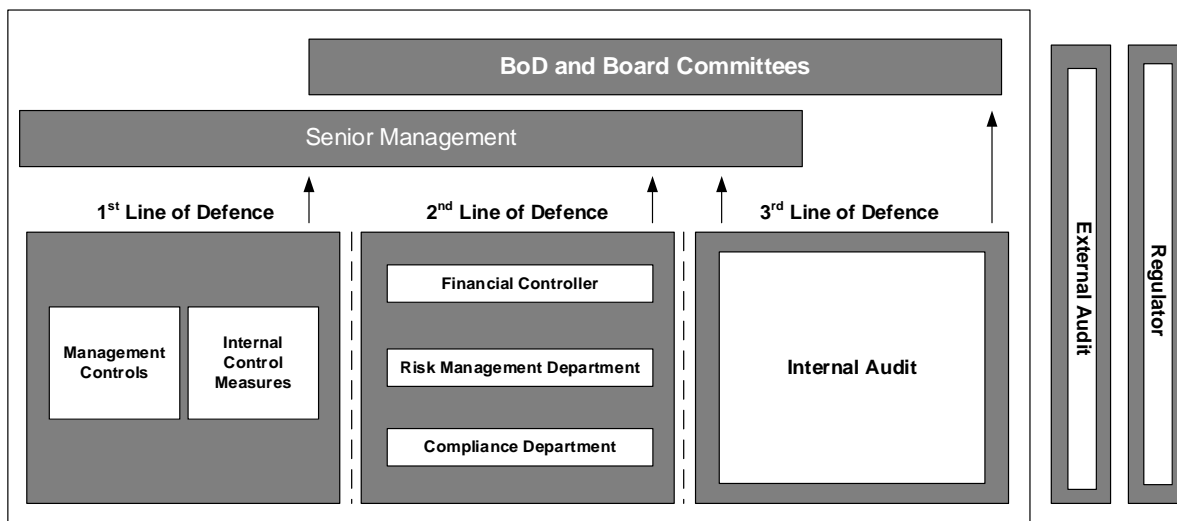 BoD and Board Committees
Senior Management
1st Line of Defence
2nd Line of Defence
3rd Line of Defence
Management
Controls
Internal
Control
Measures
Financial Controller
Risk Management Department
Compliance Department
Internal Audit
External Audit
Regulator